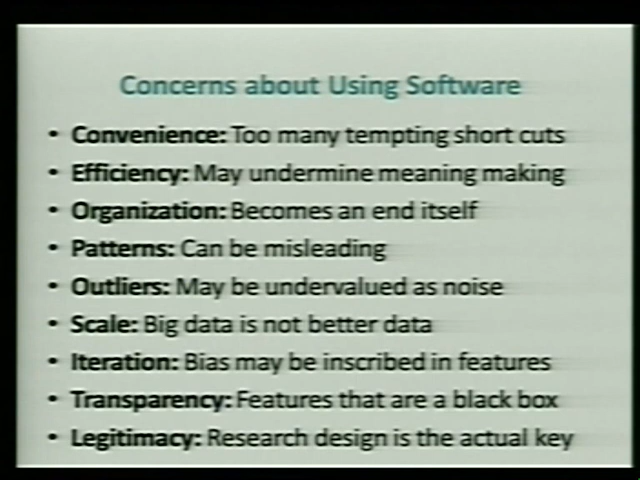 Concerns about Using Software
• Convenience: Too many tempting short cuts
• Efficiency: May undermine meaning making
• Organization: Becomes an end itself
• Patterns: Can be misleading
• Outliers: May be undervalued as noise
• Scale: Big data is not better data
• Iteration: Bias may be inscribed in features
• Transparency: Features that are a black box
• Legitimacy: Research design is the actual key